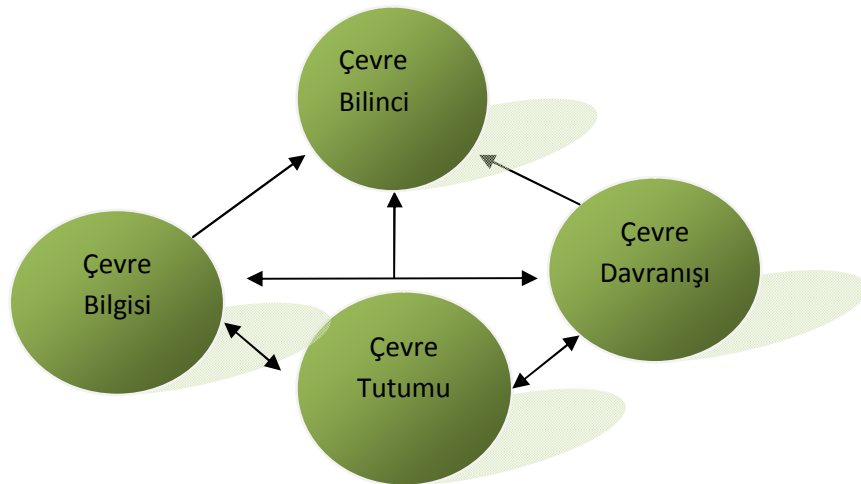 Çevre
Bilinci
Çevre
Bilgisi
Çevre
Davranışı
Çevre
Tutumu